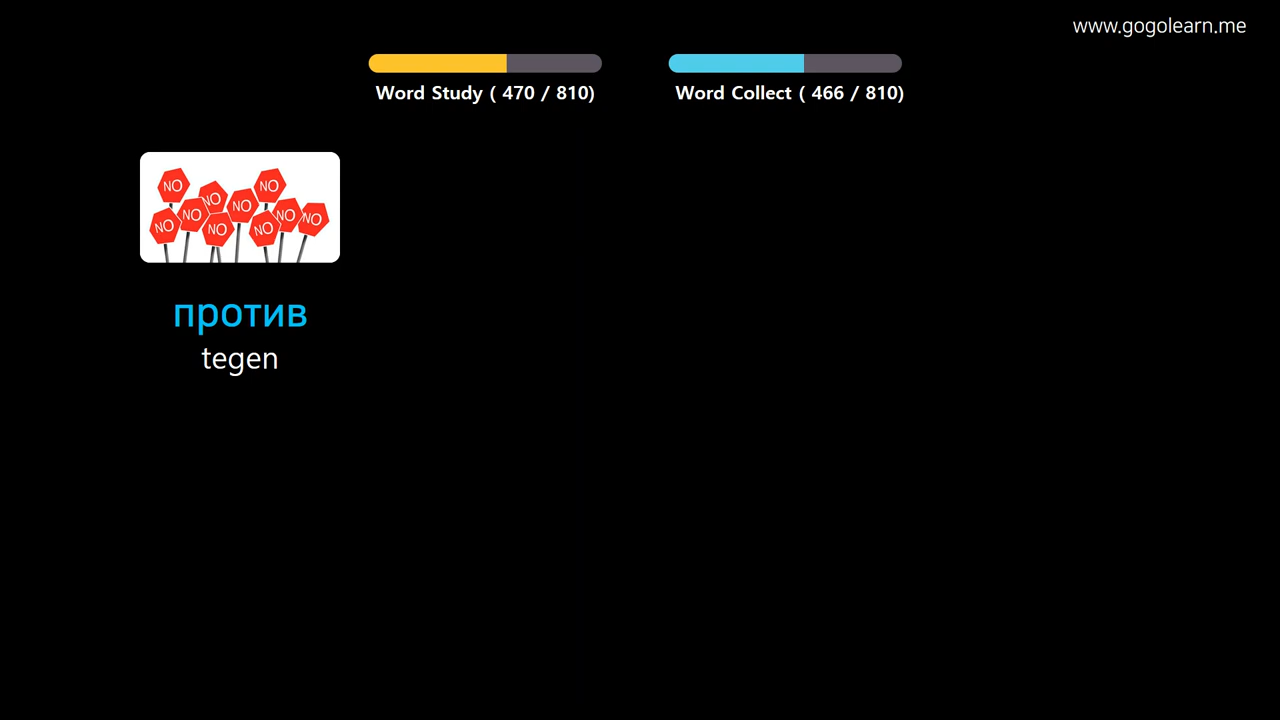 www.gogolearn.me
Word Study ( 470 / 810)
Word Collect ( 466 / 810)
NO NO NO NO NO NO NO NO NO NO
против
tegen